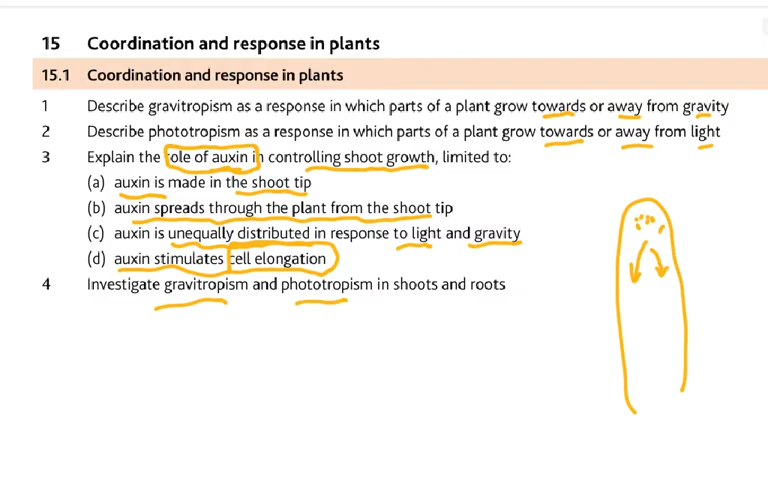 15 Coordination and response in plants
15.1 Coordination and response in plants
1 Describe gravitropism as a response in which parts of a plant grow towards or away from gravity
2 Describe phototropism as a response in which parts of a plant grow towards or away from light
3 Explain the role of auxin in controlling shoot growth, limited to:
(a) auxin is made in the shoot tip
(b) auxin spreads through the plant from the shoot tip
(c) auxin is unequally distributed in response to light and gravity
(d) auxin stimulates cell elongation
4 Investigate gravitropism and phototropism in shoots and roots